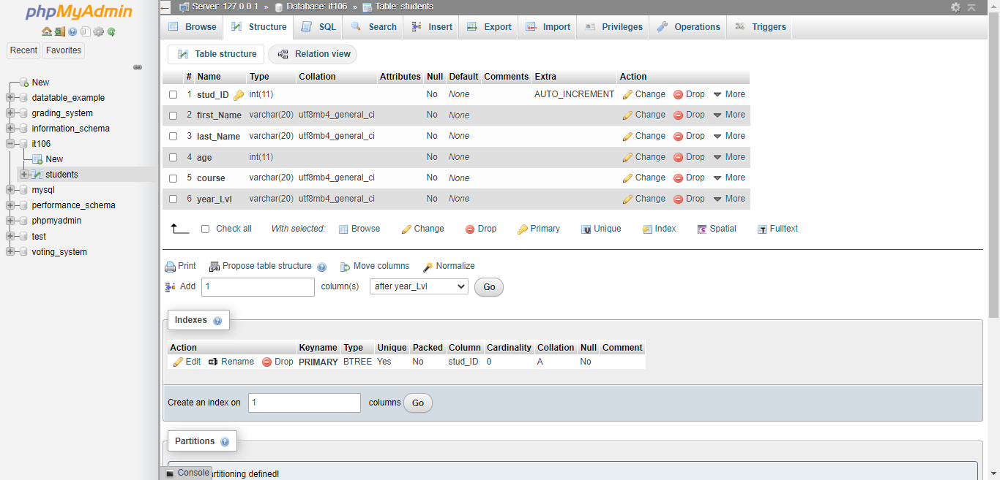 phpMyAdmin
Recent Favorites
New
datatable_example
grading_system
information_schema
it106
New
students
mysql
performance_schema
phpmyadmin
test
voting_system
Server: 127.0.0.1 » Database: it106 » Table: students
Browse Structure SQL Search Insert Export Import Privileges Operations Triggers
Table structure Relation view
# Name Type Collation Attributes Null Default Comments Extra Action
1 stud_ID int(11) No None AUTO_INCREMENT Change Drop More
2 first_Name varchar(20) utf8mb4_general_ci No None Change Drop More
3 last_Name varchar(20) utf8mb4_general_ci No None Change Drop More
4 age int(11) No None Change Drop More
5 course varchar(20) utf8mb4_general_ci No None Change Drop More
6 year_Lvl varchar(20) utf8mb4_general_ci No None Change Drop More
Check all With selected: Browse Change Drop Primary Unique Index Spatial Fulltext
Print Propose table structure Move columns Normalize
Add 1 column(s) after year_Lvl Go
Indexes
Action Keyname Type Unique Packed Column Cardinality Collation Null Comment
Edit Rename Drop PRIMARY BTREE Yes No stud_ID 0 A No
Create an index on 1 columns Go
Partitions
Console
rtitioning defined!